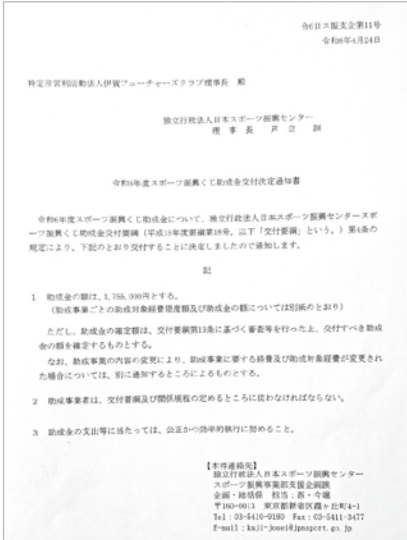 令6日ス振支企第11号
令和6年4月24日
特定非営利活動法人伊賀フューチャーズクラブ理事長 殿
独立行政法人日本スポーツ振興センター
理事長 芦立 訓
令和6年度スポーツ振興くじ助成金交付決定通知書
令和6年度スポーツ振興くじ助成金について、独立行政法人日本スポーツ振興センタースポ
ーツ振興くじ助成金交付要綱(平成15年度要綱第18号。以下「交付要綱」という。)第4条の
規定により、下記のとおり交付することに決定しましたので通知します。
記
1 助成金の額は、1,788,000円とする。
(助成事業ごとの助成対象経費限度額及び助成金の額については別紙のとおり)
ただし、助成金の確定額は、交付要綱第13条に基づく審査等を行った上、交付すべき助成
金の額を確定するものとする。
なお、助成事業の内容の変更により、助成事業に要する経費及び助成対象経費が変更され
た場合については、別に通知するところによるものとする。
2 助成事業者は、交付要綱及び関係規程の定めるところに従わなければならない。
3 助成金の支出等に当たっては、公正かつ効率的執行に努めること。
【本件連絡先】
独立行政法人日本スポーツ振興センター
スポーツ振興事業部支援企画課
企画・総括係 担当:西・今堀
〒160-0013 東京都新宿区霞ヶ丘町4-1
Tel:03-5410-9180 Fax:03-5411-3477
E-mail:kuji-josei@jpnsport.go.jp